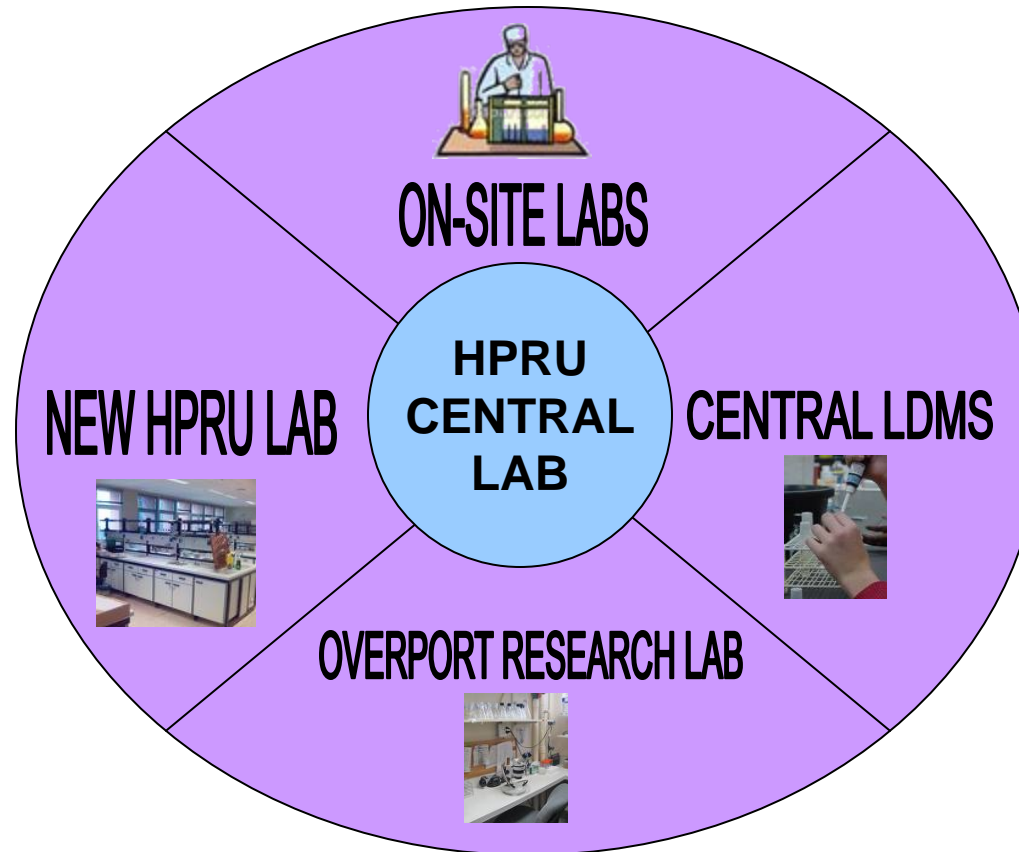 ON-SITE LABS
HPRU
CENTRAL
LAB
NEW HPRU LAB
CENTRAL LDMS
OVERPORT RESEARCH LAB